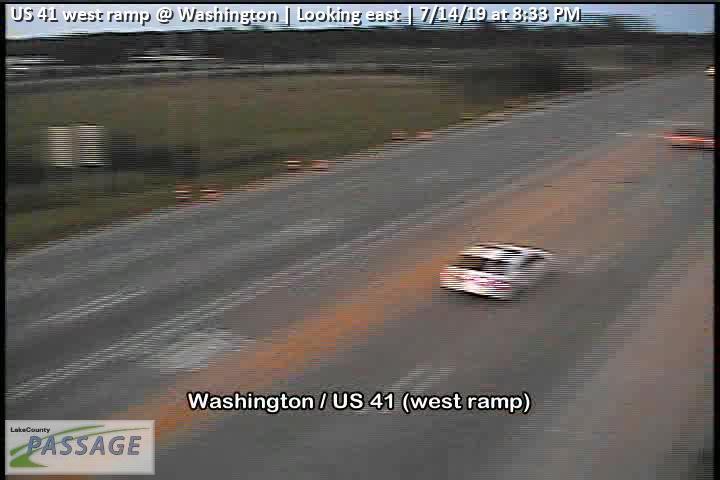 US 41 west ramp @ Washington | Looking east | 7/14/19 at 8:33 PM
Washington / US 41 (west ramp)
LakeCounty
PASSAGE